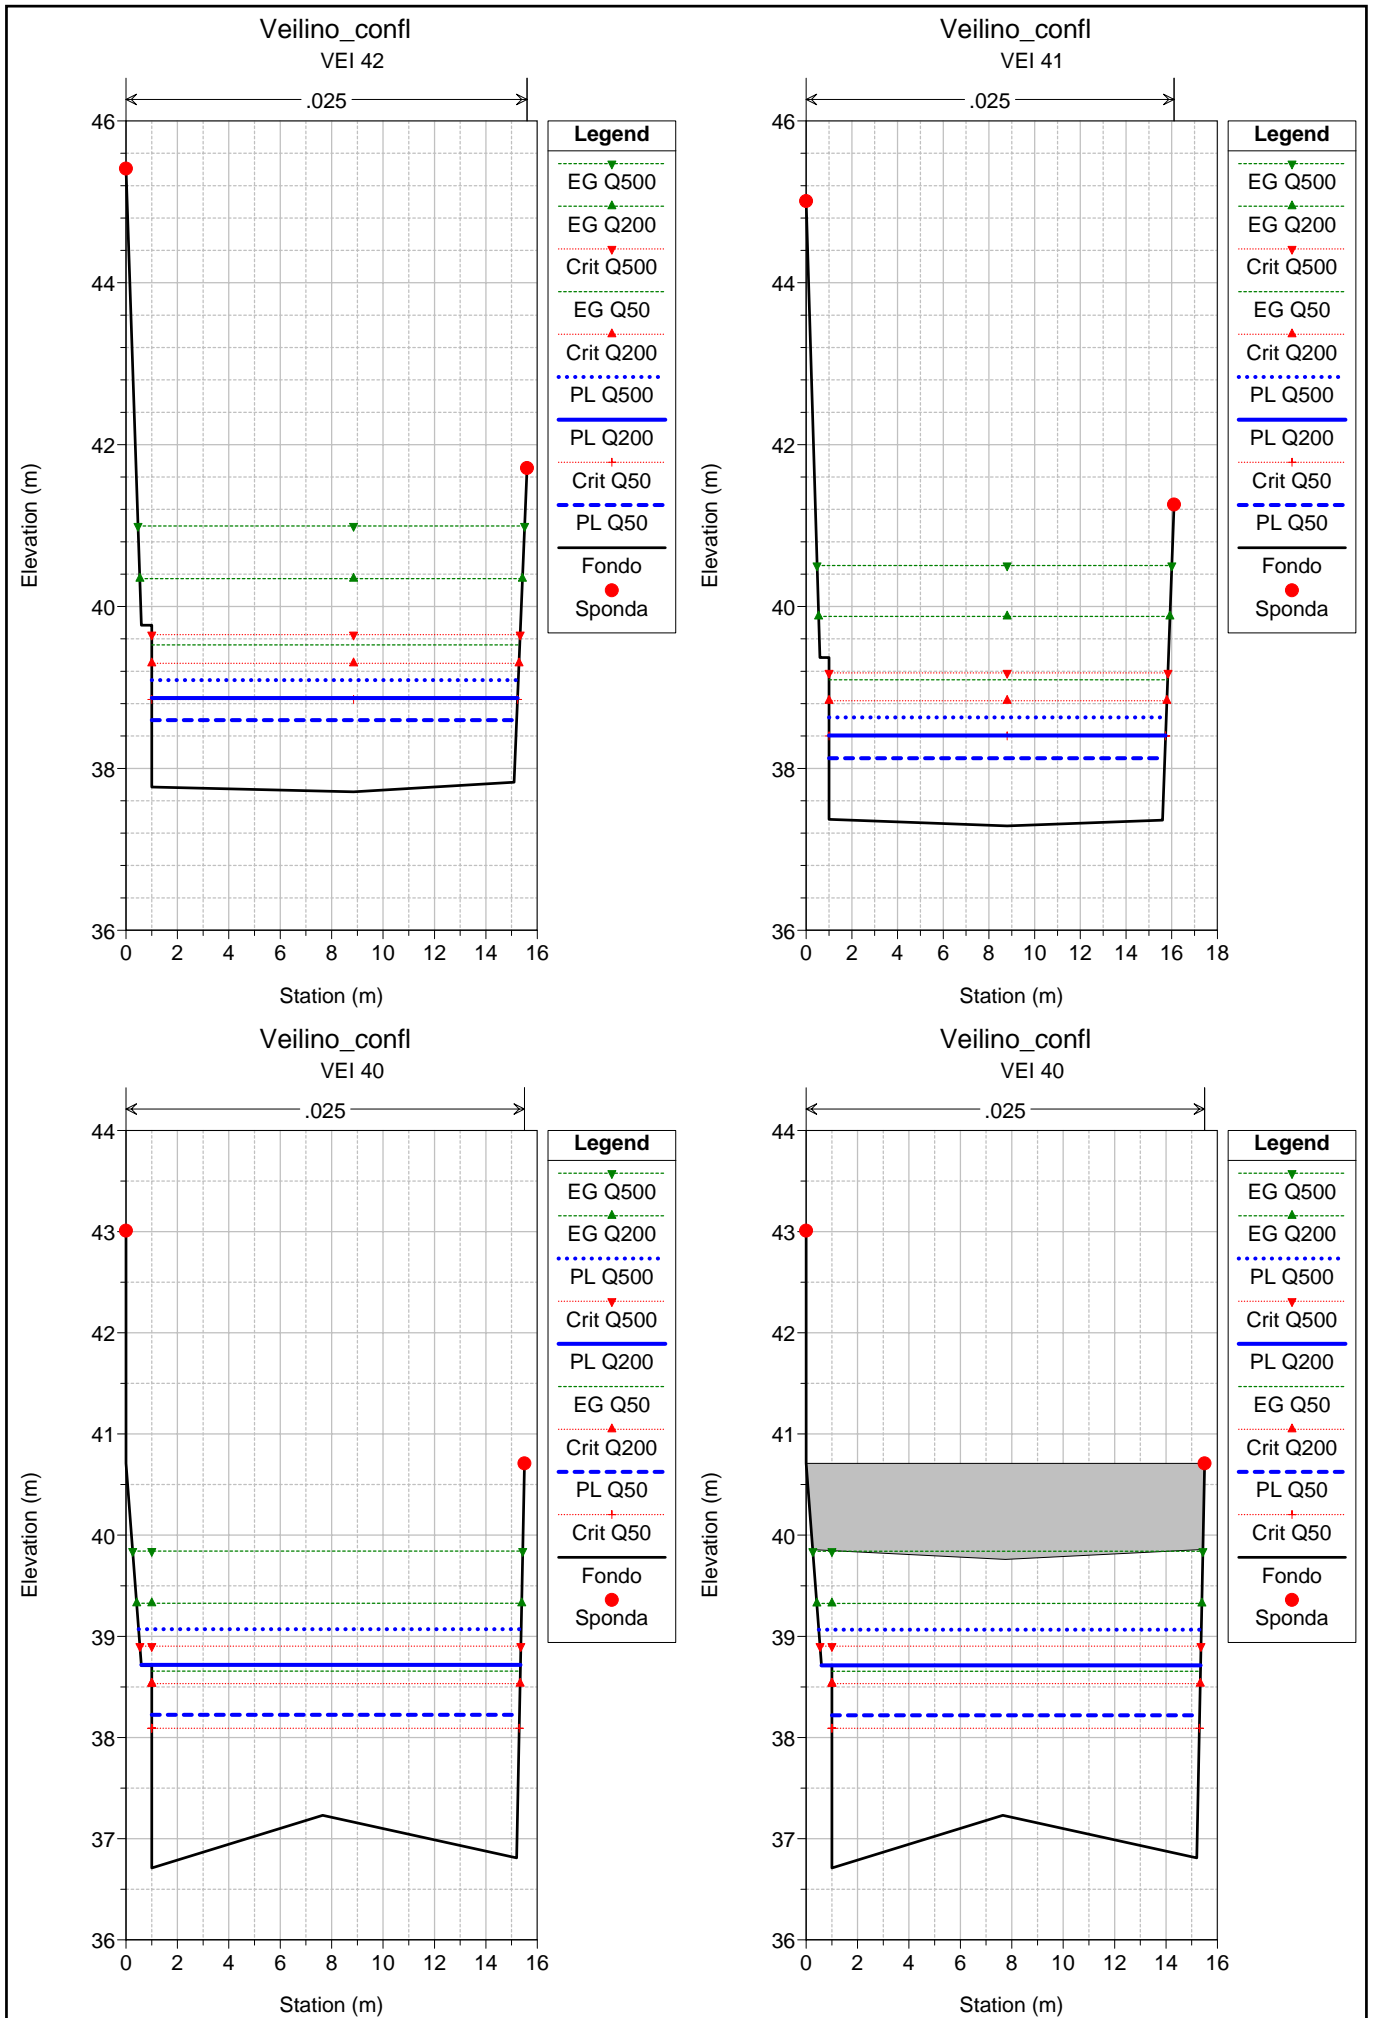 Veilino_confl
VEI 42
.025
46
44
42
40
38
36
0 2 4 6 8 10 12 14 16
Station (m)
Elevation (m)
Legend
EG Q500
EG Q200
Crit Q500
EG Q50
Crit Q200
PL Q500
PL Q200
Crit Q50
PL Q50
Fondo
Sponda
Veilino_confl
VEI 41
.025
46
44
42
40
38
36
0 2 4 6 8 10 12 14 16 18
Station (m)
Elevation (m)
Legend
EG Q500
EG Q200
Crit Q500
EG Q50
Crit Q200
PL Q500
PL Q200
Crit Q50
PL Q50
Fondo
Sponda
Veilino_confl
VEI 40
.025
44
43
42
41
40
39
38
37
36
0 2 4 6 8 10 12 14 16
Station (m)
Elevation (m)
Legend
EG Q500
EG Q200
PL Q500
Crit Q500
PL Q200
EG Q50
Crit Q200
PL Q50
Crit Q50
Fondo
Sponda
Veilino_confl
VEI 40
.025
44
43
42
41
40
39
38
37
36
0 2 4 6 8 10 12 14 16
Station (m)
Elevation (m)
Legend
EG Q500
EG Q200
PL Q500
Crit Q500
PL Q200
EG Q50
Crit Q200
PL Q50
Crit Q50
Fondo
Sponda